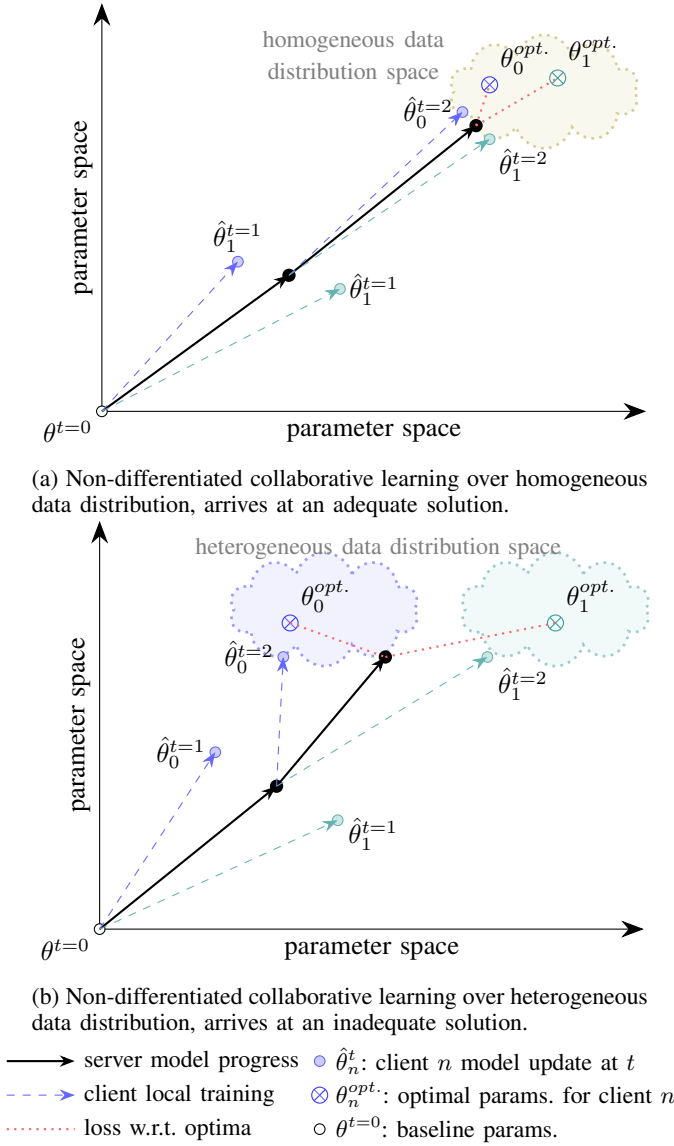 homogeneous data
distribution space
θ_0^{opt.}
θ_1^{opt.}
θ̂_0^{t=2}
θ̂_1^{t=2}
θ̂_1^{t=1}
θ̂_1^{t=1}
parameter space
θ^{t=0}
parameter space
(a) Non-differentiated collaborative learning over homogeneous
data distribution, arrives at an adequate solution.
heterogeneous data distribution space
θ_0^{opt.}
θ_1^{opt.}
θ̂_0^{t=2}
θ̂_1^{t=2}
θ̂_0^{t=1}
θ̂_1^{t=1}
parameter space
θ^{t=0}
parameter space
(b) Non-differentiated collaborative learning over heterogeneous
data distribution, arrives at an inadequate solution.
server model progress
θ̂_n^t: client n model update at t
client local training
θ_n^{opt.}: optimal params. for client n
loss w.r.t. optima
θ^{t=0}: baseline params.